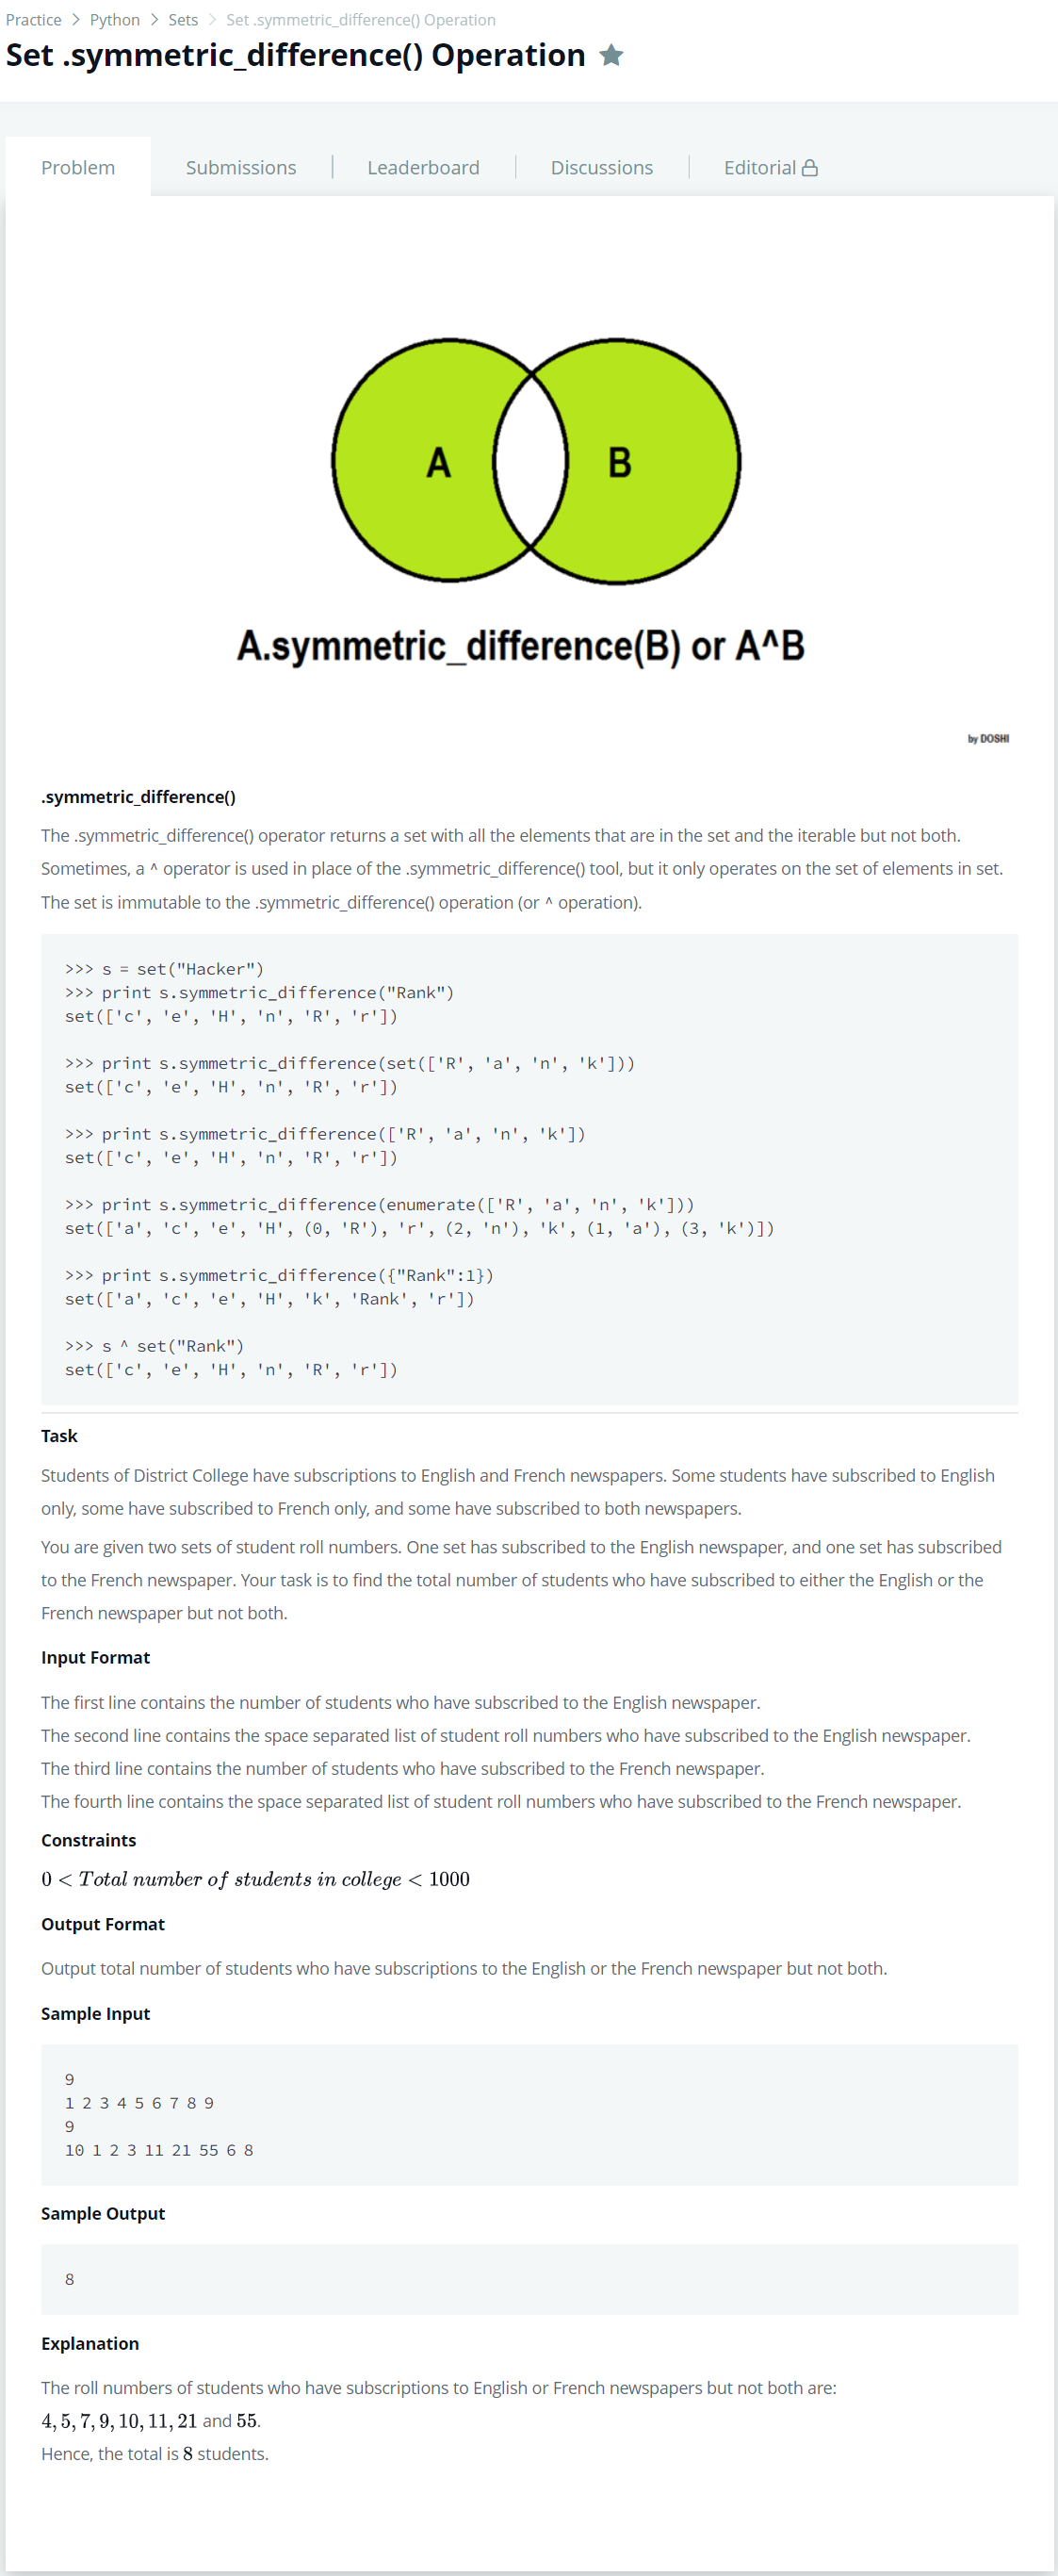 Practice > Python > Sets > Set .symmetric_difference() Operation
Set .symmetric_difference() Operation
Problem
Submissions
Leaderboard
Discussions
Editorial
A
B
A.symmetric_difference(B) or A^B
by DOSHI
.symmetric_difference()
The .symmetric_difference() operator returns a set with all the elements that are in the set and the iterable but not both.
Sometimes, a ^ operator is used in place of the .symmetric_difference() tool, but it only operates on the set of elements in set.
The set is immutable to the .symmetric_difference() operation (or ^ operation).
>>> s = set("Hacker")
>>> print s.symmetric_difference("Rank")
set(['c', 'e', 'H', 'n', 'R', 'r'])
>>> print s.symmetric_difference(set(['R', 'a', 'n', 'k']))
set(['c', 'e', 'H', 'n', 'R', 'r'])
>>> print s.symmetric_difference(['R', 'a', 'n', 'k'])
set(['c', 'e', 'H', 'n', 'R', 'r'])
>>> print s.symmetric_difference(enumerate(['R', 'a', 'n', 'k']))
set(['a', 'c', 'e', 'H', (0, 'R'), 'r', (2, 'n'), 'k', (1, 'a'), (3, 'k')])
>>> print s.symmetric_difference({"Rank":1})
set(['a', 'c', 'e', 'H', 'k', 'Rank', 'r'])
>>> s ^ set("Rank")
set(['c', 'e', 'H', 'n', 'R', 'r'])
Task
Students of District College have subscriptions to English and French newspapers. Some students have subscribed to English
only, some have subscribed to French only, and some have subscribed to both newspapers.
You are given two sets of student roll numbers. One set has subscribed to the English newspaper, and one set has subscribed
to the French newspaper. Your task is to find the total number of students who have subscribed to either the English or the
French newspaper but not both.
Input Format
The first line contains the number of students who have subscribed to the English newspaper.
The second line contains the space separated list of student roll numbers who have subscribed to the English newspaper.
The third line contains the number of students who have subscribed to the French newspaper.
The fourth line contains the space separated list of student roll numbers who have subscribed to the French newspaper.
Constraints
0 < Total number of students in college < 1000
Output Format
Output total number of students who have subscriptions to the English or the French newspaper but not both.
Sample Input
9
1 2 3 4 5 6 7 8 9
9
10 1 2 3 11 21 55 6 8
Sample Output
8
Explanation
The roll numbers of students who have subscriptions to English or French newspapers but not both are:
4, 5, 7, 9, 10, 11, 21 and 55.
Hence, the total is 8 students.